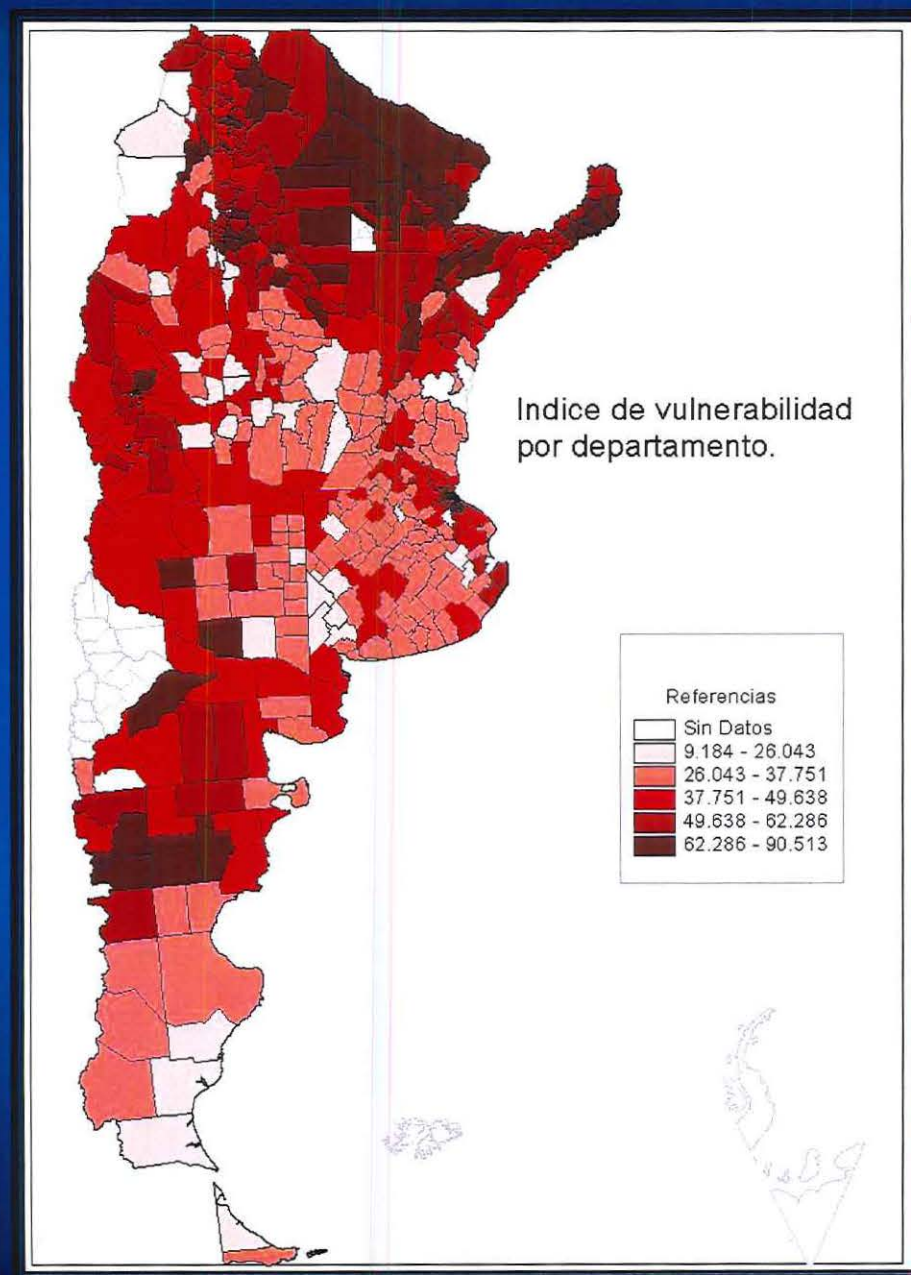 Indice de vulnerabilidad
por departamento.
Referencias
Sin Datos
9.184 - 26.043
26.043 - 37.751
37.751 - 49.638
49.638 - 62.286
62.286 - 90.513